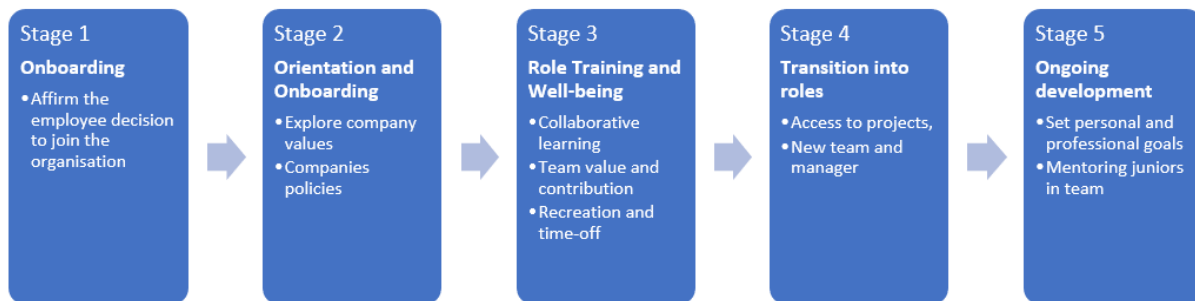 Stage 1
Onboarding
•Affirm the
employee decision
to join the
organisation
Stage 2
Orientation and
Onboarding
•Explore company
values
•Companies
policies
Stage 3
Role Training and
Well-being
•Collaborative
learning
•Team value and
contribution
•Recreation and
time-off
Stage 4
Transition into
roles
•Access to projects,
•New team and
manager
Stage 5
Ongoing
development
•Set personal and
professional goals
•Mentoring juniors
in team